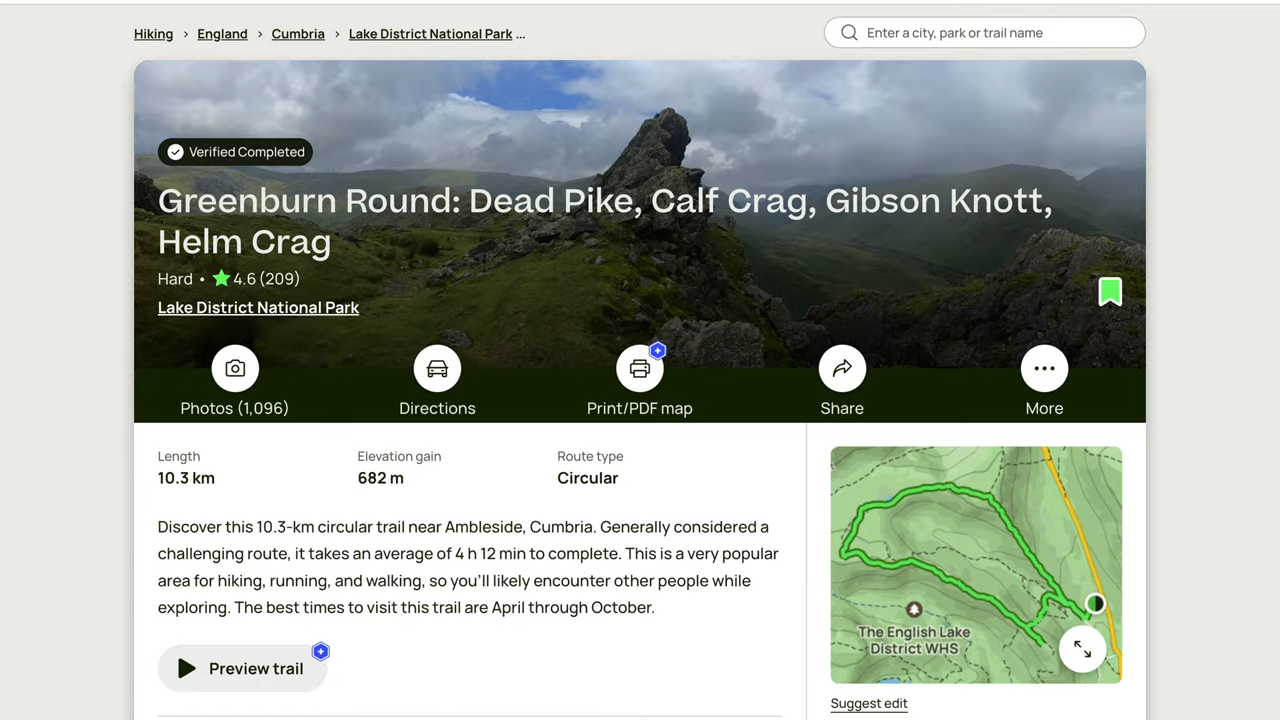 Hiking › England › Cumbria › Lake District National Park ...
Enter a city, park or trail name
Verified Completed
Greenburn Round: Dead Pike, Calf Crag, Gibson Knott,
Helm Crag
Hard • 4.6 (209)
Lake District National Park
Photos (1,096)
Directions
Print/PDF map
Share
More
Length
10.3 km
Elevation gain
682 m
Route type
Circular
Discover this 10.3-km circular trail near Ambleside, Cumbria. Generally considered a
challenging route, it takes an average of 4 h 12 min to complete. This is a very popular
area for hiking, running, and walking, so you'll likely encounter other people while
exploring. The best times to visit this trail are April through October.
Preview trail
The English Lake
District WHS
Suggest edit